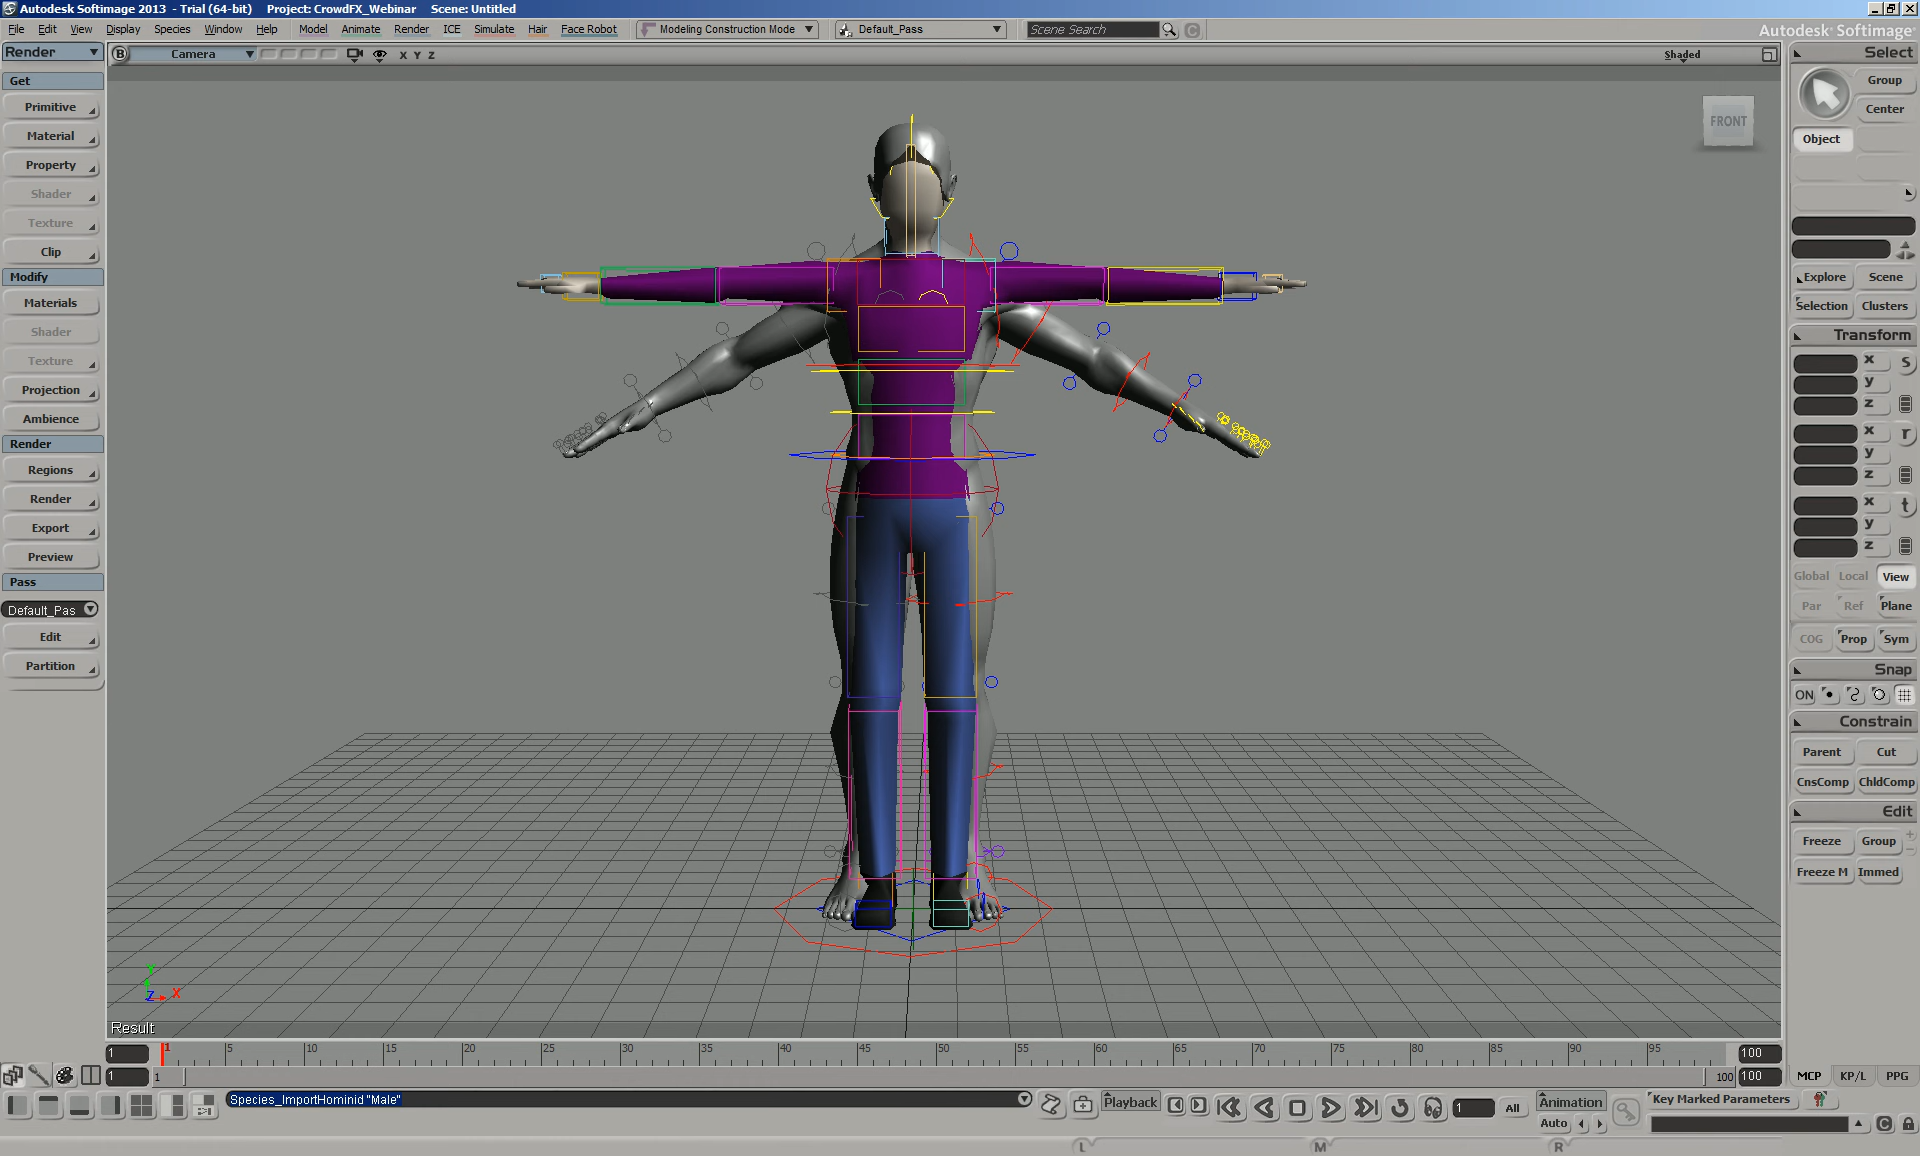 Autodesk Softimage 2013 - Trial (64-bit)    Project: CrowdFX_Webinar    Scene: Untitled
File Edit View Display Species Window Help Model Animate Render ICE Simulate Hair Face Robot Modeling Construction Mode Default_Pass Scene Search
Autodesk® Softimage®
Render
B Camera X Y Z Shaded
Get
Primitive
Material
Property
Shader
Texture
Clip
Modify
Materials
Shader
Texture
Projection
Ambience
Render
Regions
Render
Export
Preview
Pass
Default_Pas
Edit
Partition
FRONT
Y
Z X
Result
Select
Group
Center
Object
Explore Scene
Selection Clusters
Transform
x s
y
z
x r
y
z
x t
y
z
Global Local View
Par Ref Plane
COG Prop Sym
Snap
ON
Constrain
Parent Cut
CnsComp ChldComp
Edit
Freeze Group + -
Freeze M Immed
1 1 5 10 15 20 25 30 35 40 45 50 55 60 65 70 75 80 85 90 95 100
1 1 100 100
MCP KP/L PPG
Species_ImportHominid "Male"
Playback 1 All Animation
Auto
Key Marked Parameters
L M R